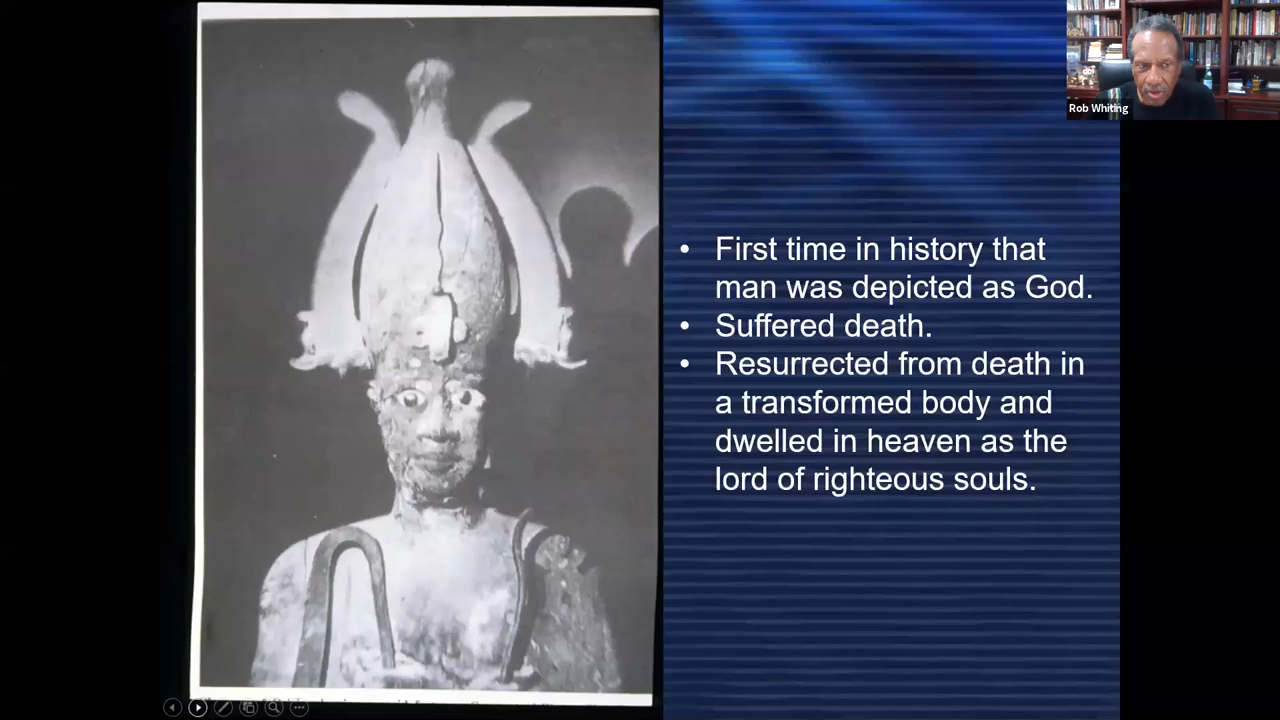 Rob Whiting
• First time in history that
man was depicted as God.
• Suffered death.
• Resurrected from death in
a transformed body and
dwelled in heaven as the
lord of righteous souls.